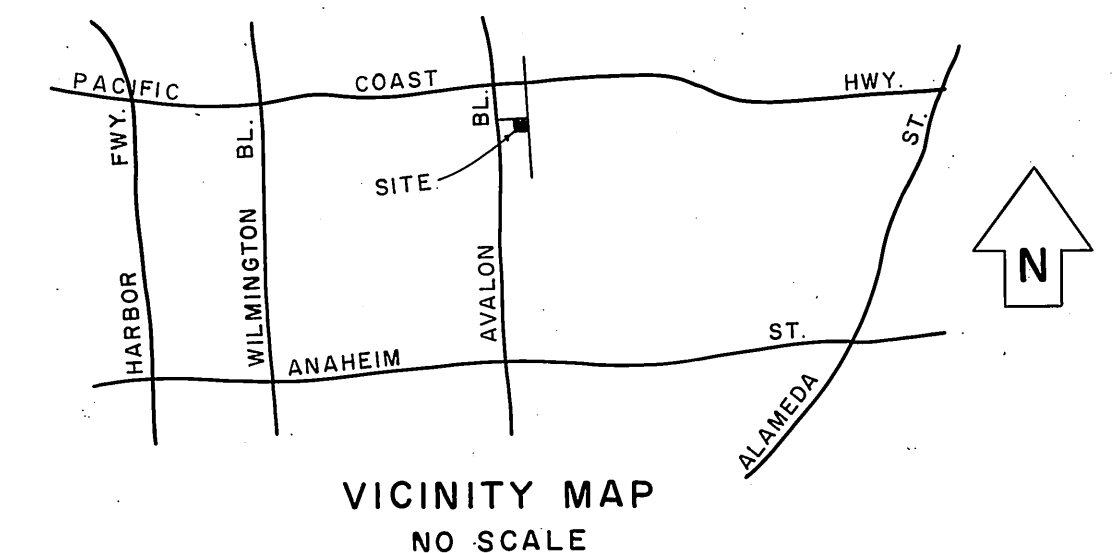 PACIFIC COAST HWY.
HARBOR FWY.
WILMINGTON BL.
AVALON BL.
ALAMEDA ST.
SITE
ANAHEIM ST.
N
VICINITY MAP
NO SCALE